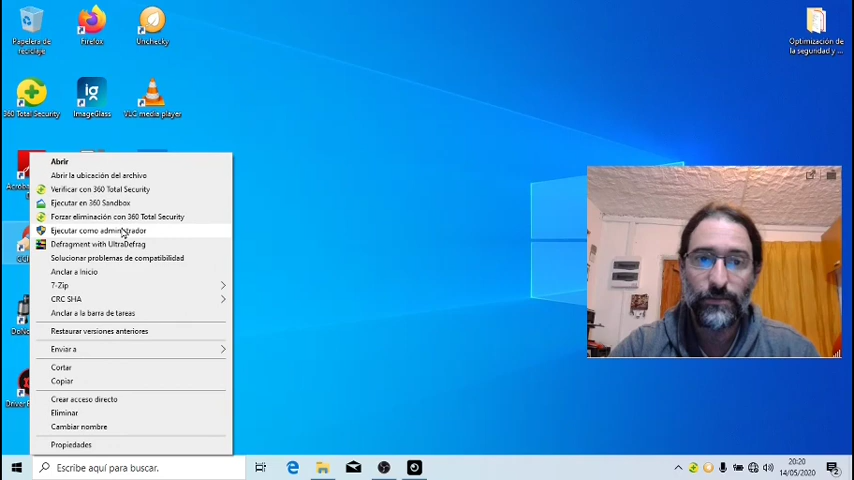 Papelera de
reciclaje
Firefox
Unchecky
Optimización de
la seguridad y ...
360 Total Security
ImageGlass
VLC media player
Abrir
Abrir la ubicación del archivo
Verificar con 360 Total Security
Ejecutar en 360 Sandbox
Forzar eliminación con 360 Total Security
Ejecutar como administrador
Defragment with UltraDefrag
Solucionar problemas de compatibilidad
Anclar a Inicio
7-Zip
CRC SHA
Anclar a la barra de tareas
Restaurar versiones anteriores
Enviar a
Cortar
Copiar
Crear acceso directo
Eliminar
Cambiar nombre
Propiedades
Escribe aquí para buscar.
20:20
14/05/2020